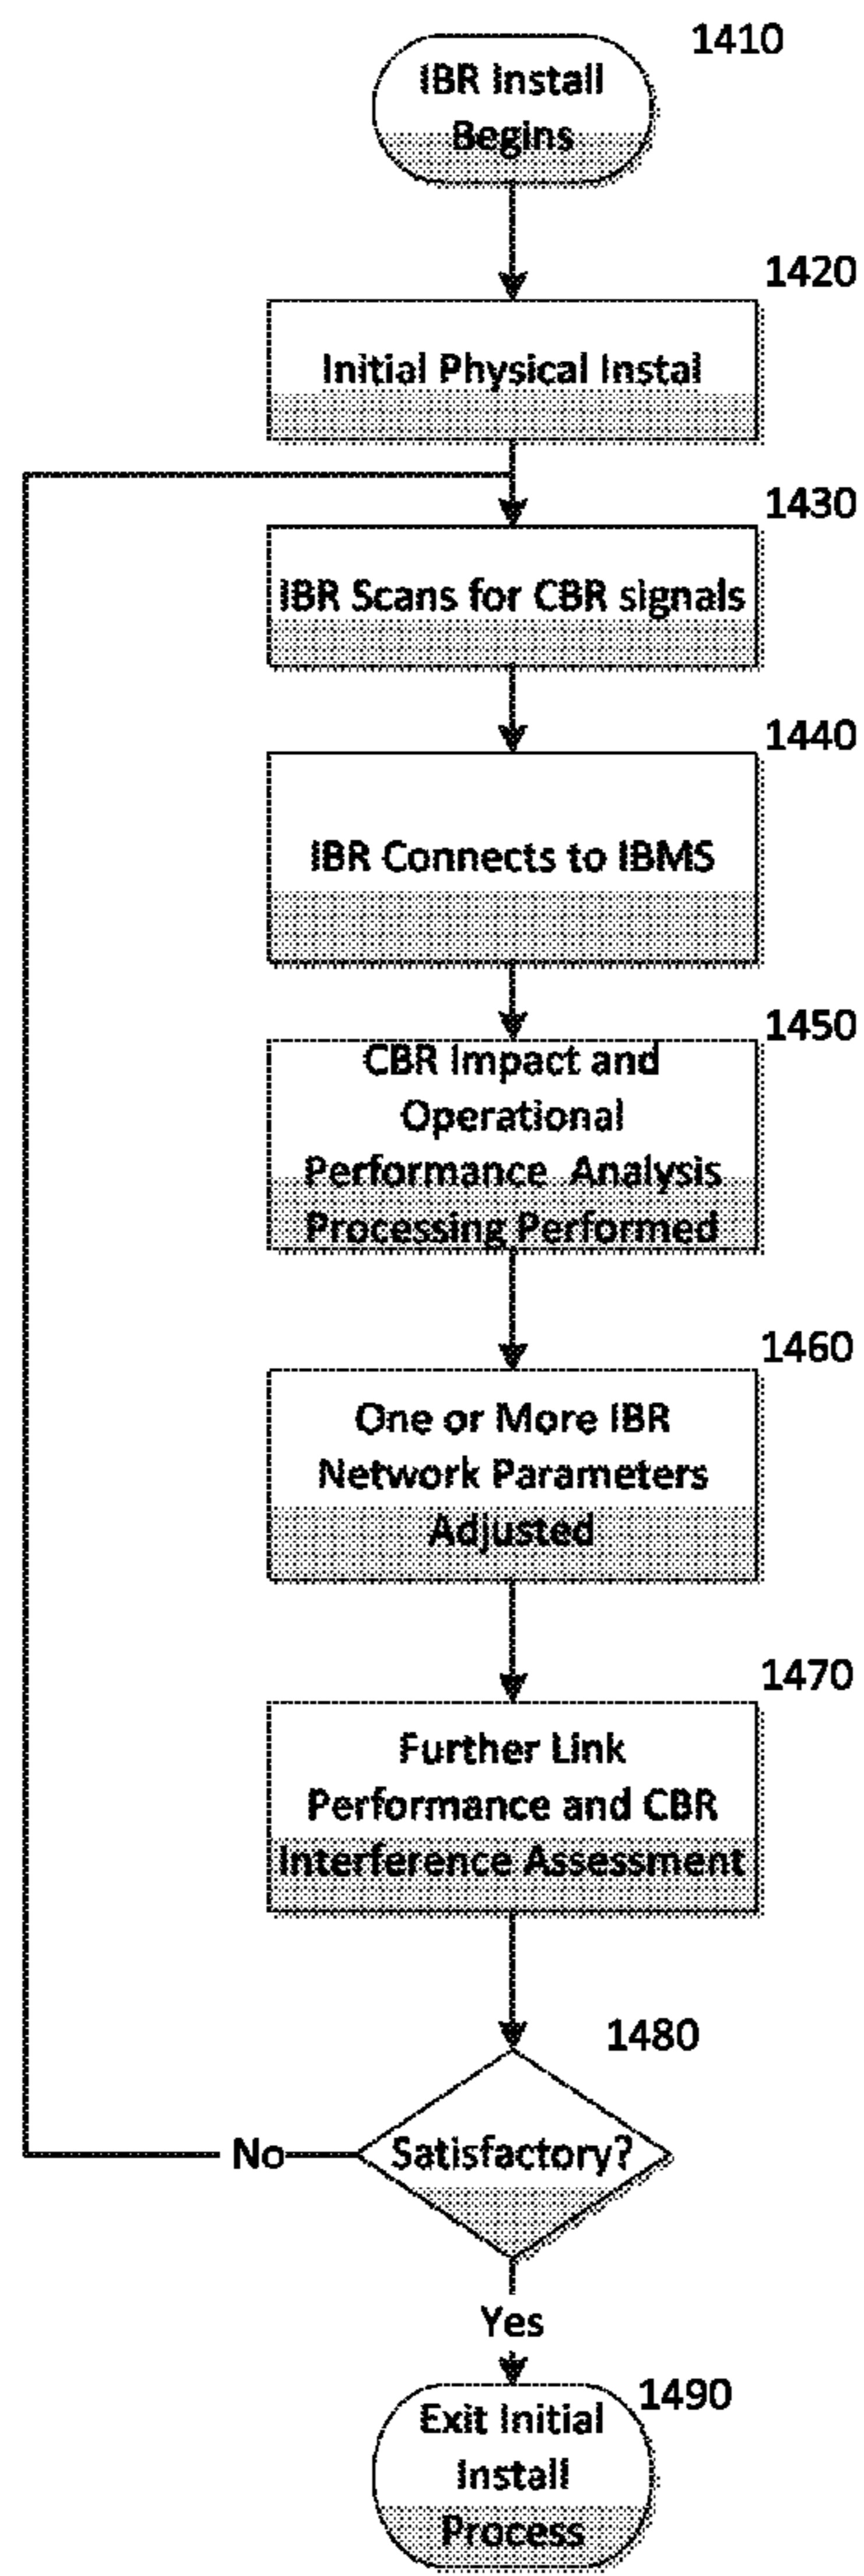 1410
IBR Install
Begins
1420
Initial Physical Instal
1430
IBR Scans for CBR signals
1440
IBR Connects to IBMS
1450
CBR Impact and
Operational
Performance Analysis
Processing Performed
1460
One or More IBR
Network Parameters
Adjusted
1470
Further Link
Performance and CBR
Interference Assessment
1480
Satisfactory?
No
Yes
1490
Exit Initial
Install
Process